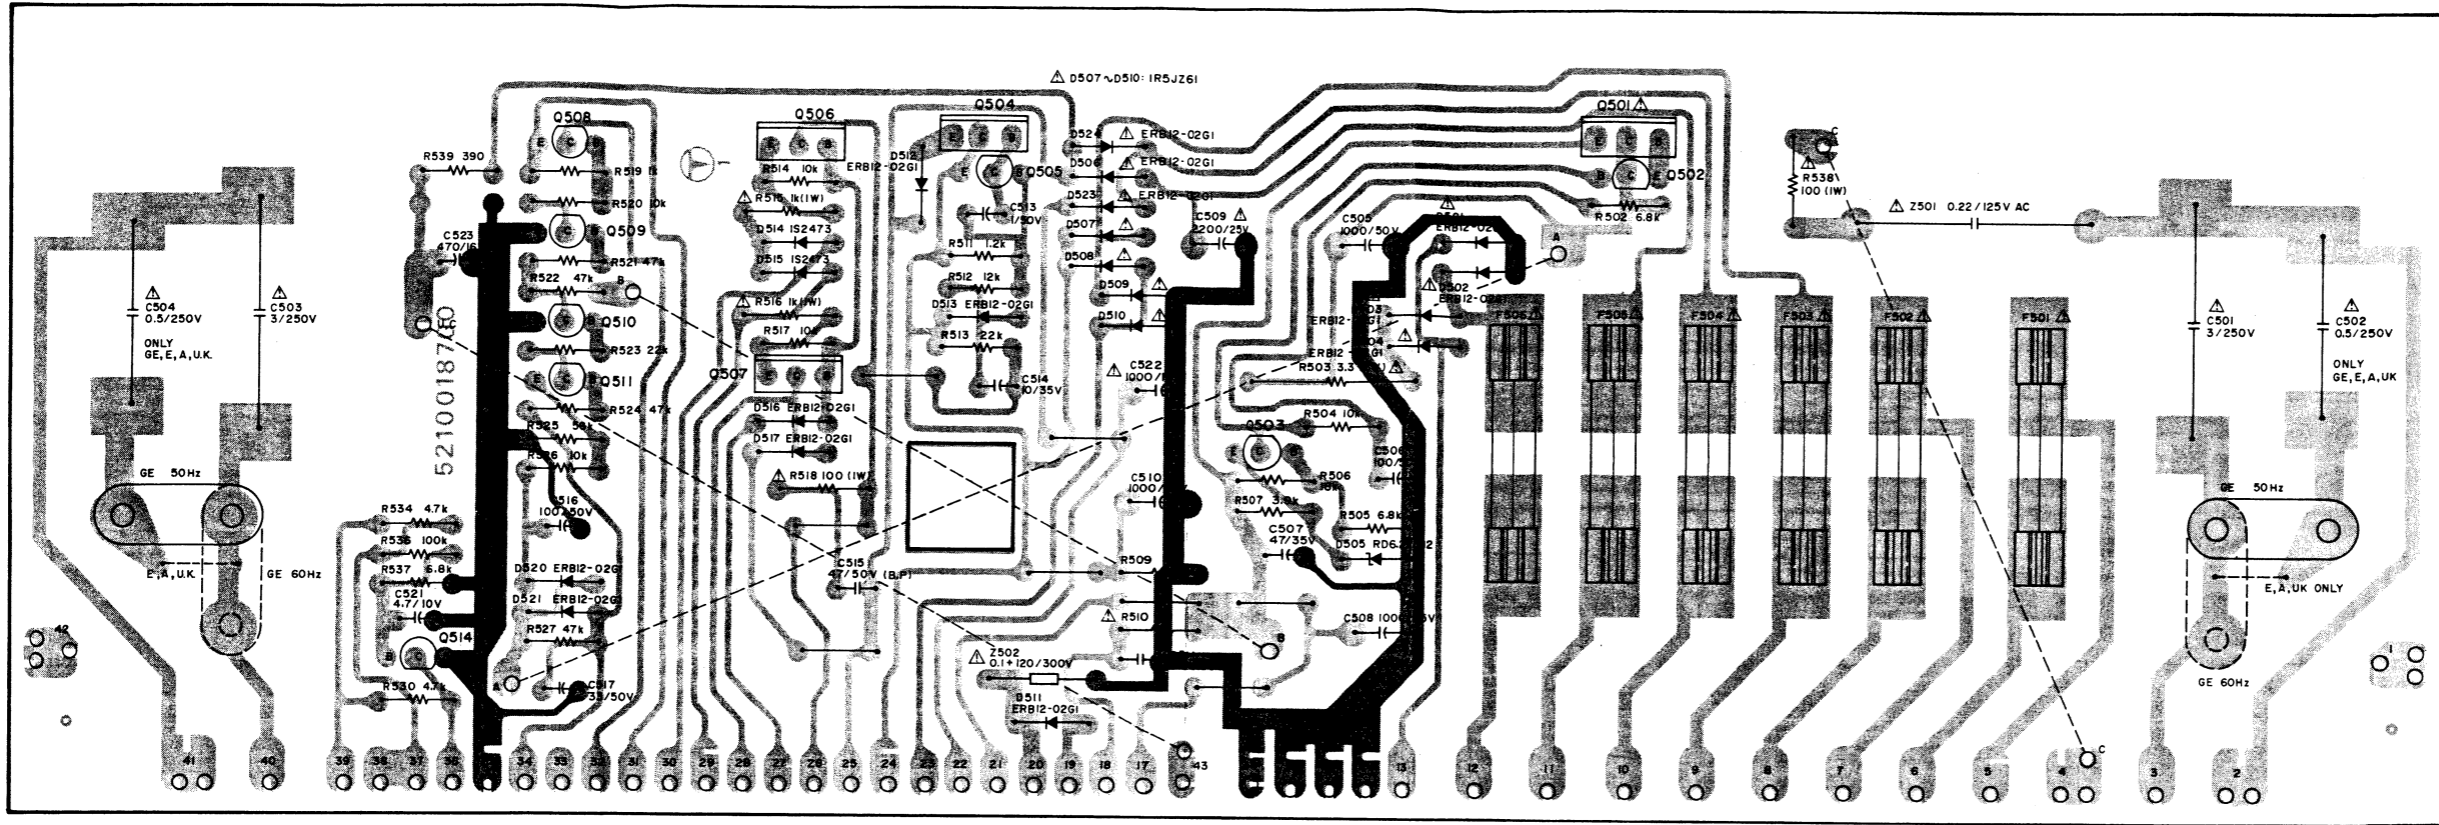 ⚠ D507~D510: 1R5JZ61
Q508
Q506
Q504
Q501 ⚠
E C B
E C B
E C B
E C B
D524 ⚠ ERB12-02G1
R539 390
R519 1k
R514 10k
D512
ERB12-02G1
E C B Q505
D506 ⚠ ERB12-02G1
B C E Q502
C
⚠
R538
100 (1W)
R520 10k
⚠ R515 1k(1W)
C513
1/50V
D523 ⚠ ERB12-02G1
R502 6.8k
⚠ Z501 0.22/125V AC
Q509
D514 1S2473
R511 1.2k
D507 ⚠
C509 ⚠
2200/25V
C505
1000/50V
A
C523
R521 47k
D515 1S2473
D508 ⚠
R522 47k
B
R512 12k
D509 ⚠
D502
⚠
C504
0.5/250V
ONLY
GE, E, A, U.K.
⚠
C503
3/250V
C
Q510
⚠ R516 1k(1W)
D513 ERB12-02G1
D510 ⚠
F505 ⚠
F504 ⚠
F503 ⚠
F502 ⚠
F501 ⚠
⚠
C501
3/250V
⚠
C502
0.5/250V
ONLY
GE, E, A, UK
R523 22k
R517 10k
R513 22k
Q511
Q507
E C B
C514
10/35V
⚠ C522
R503 3.3
R524 47k
D516 ERB12-02G1
R504 10k
R525
D517 ERB12-02G1
Q503
R526 10k
⚠ R518 100 (1W)
R506
GE 50Hz
C516
100/50V
C510
R507 3.9k
GE 50Hz
R534 4.7k
R505 6.8k
R536 100k
C507
47/35V
D505
E, A, U.K.
GE 60Hz
R537 6.8k
D520 ERB12-02G1
C515
47/50V (B.P)
R509
E, A, UK ONLY
C521
4.7/10V
D521 ERB12-02G1
⚠ R510
C508
Q514
B C
R527 47k
B
42
⚠ Z502
0.1+120/300V
1
R530 4.7k
A
C517
33/50V
D511
ERB12-02G1
GE 60Hz
C
41 40 39 38 37 35 34 33 32 31 30 29 28 27 26 25 24 23 22 21 20 19 18 17 43 13 12 11 10 9 8 7 6 5 4 3 2